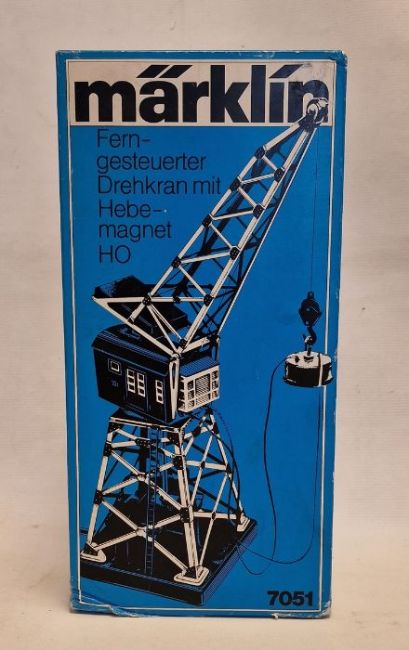 märklin
Fern-
gesteuerter
Drehkran mit
Hebe-
magnet
HO
7051